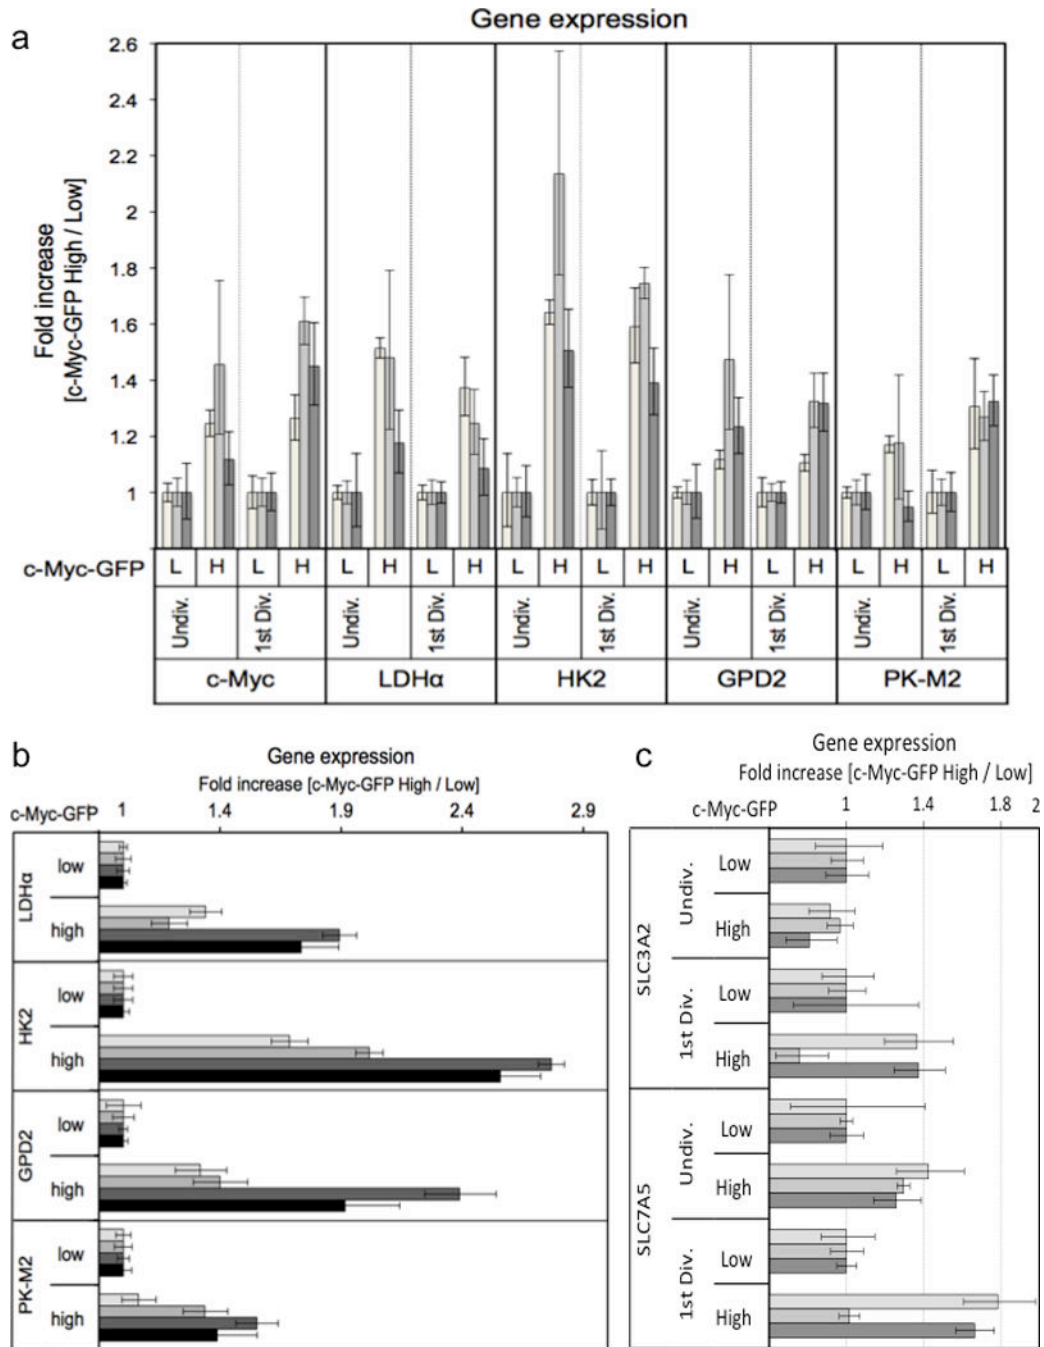 a
Gene expression
Fold increase
[c-Myc-GFP High / Low]
2.6
2.4
2.2
2
1.8
1.6
1.4
1.2
1
c-Myc-GFP L H L H L H L H L H L H L H L H L H L H
Undiv. 1st Div. Undiv. 1st Div. Undiv. 1st Div. Undiv. 1st Div. Undiv. 1st Div.
c-Myc LDHα HK2 GPD2 PK-M2
b
Gene expression
Fold increase [c-Myc-GFP High / Low]
c-Myc-GFP 1 1.4 1.9 2.4 2.9
LDHα
low
high
HK2
low
high
GPD2
low
high
PK-M2
low
high
c
Gene expression
Fold increase [c-Myc-GFP High / Low]
c-Myc-GFP 1 1.4 1.8 2
SLC3A2
Undiv.
Low
High
1st Div.
Low
High
SLC7A5
Undiv.
Low
High
1st Div.
Low
High